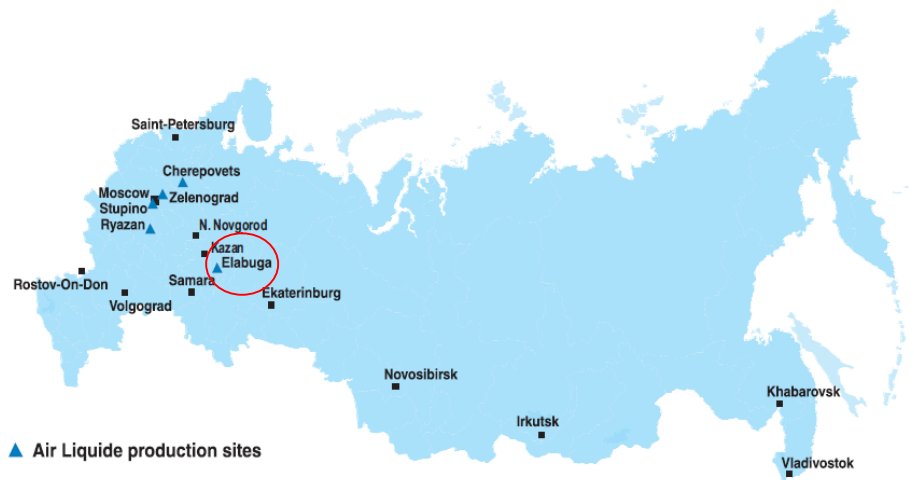 Saint-Petersburg
Cherepovets
Moscow
Zelenograd
Stupino
Ryazan
N. Novgorod
Kazan
Elabuga
Rostov-On-Don
Samara
Ekaterinburg
Volgograd
Novosibirsk
Khabarovsk
Irkutsk
Air Liquide production sites
Vladivostok